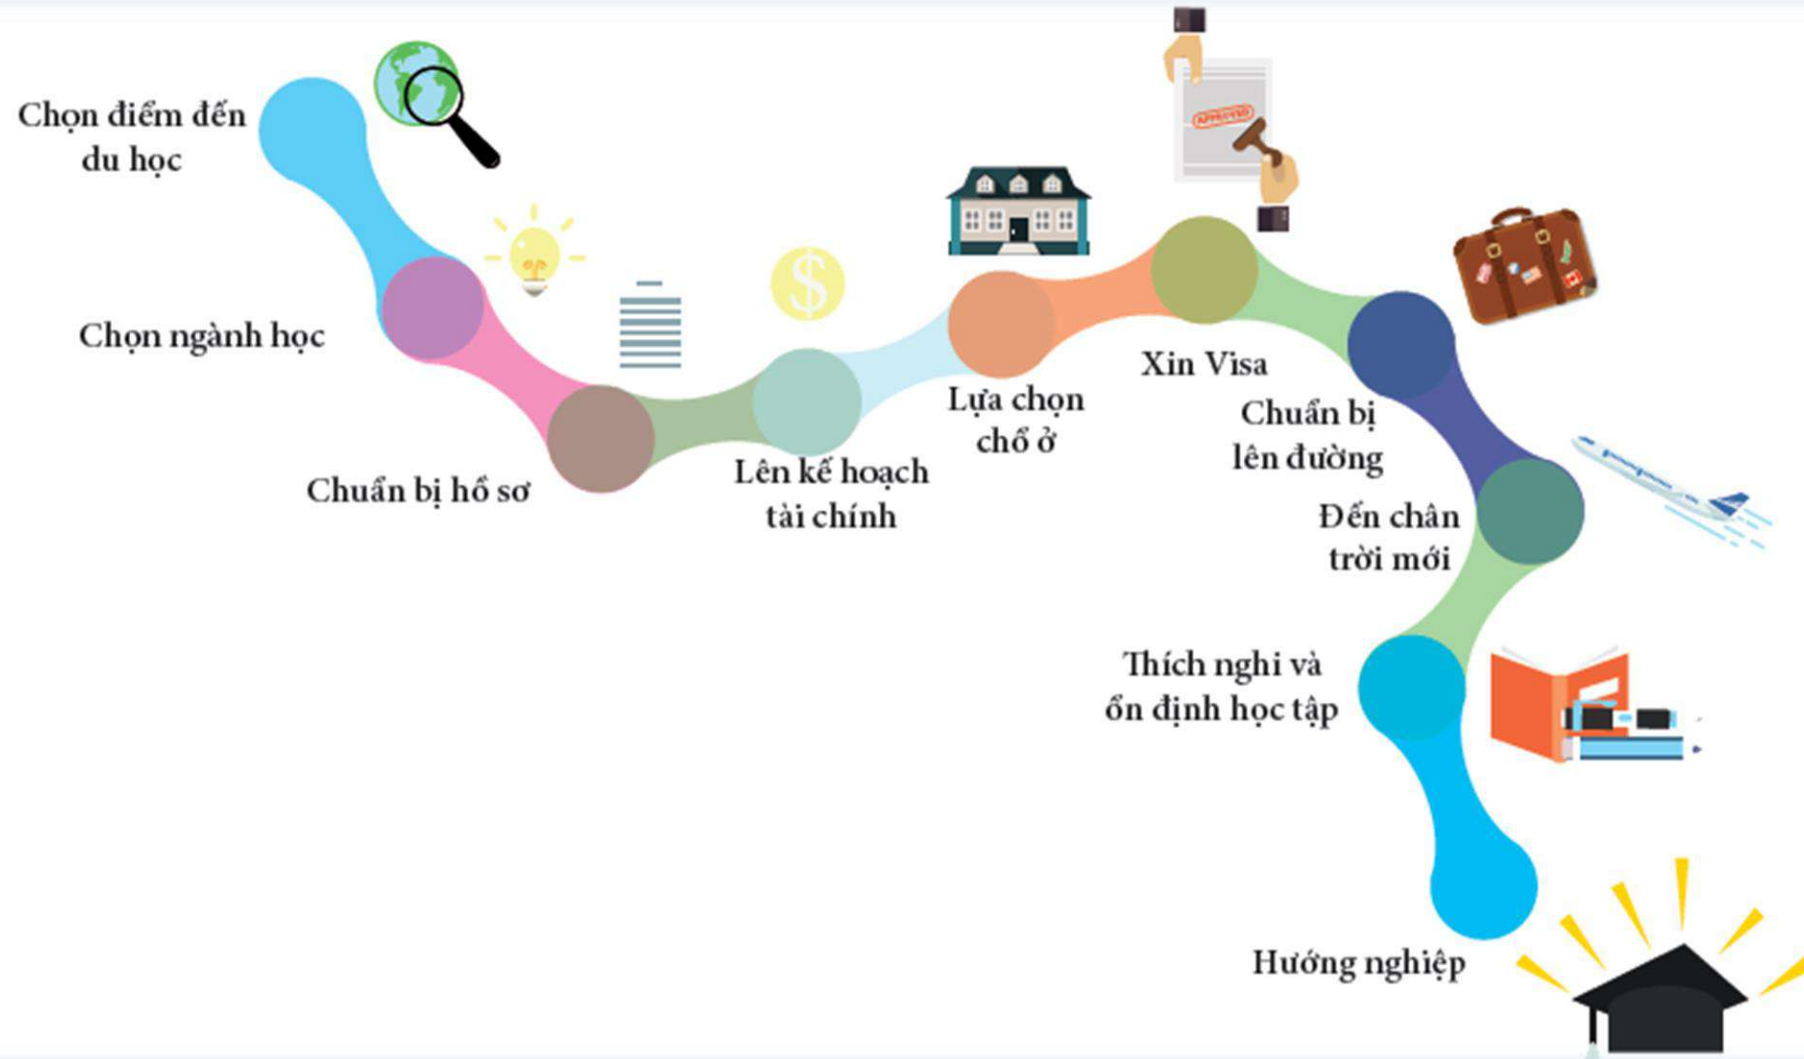 Chọn điểm đến
du học
Chọn ngành học
Chuẩn bị hồ sơ
$
Lên kế hoạch
tài chính
Lựa chọn
chổ ở
APPROVED
Xin Visa
Chuẩn bị
lên đường
Đến chân
trời mới
Thích nghi và
ổn định học tập
Hướng nghiệp